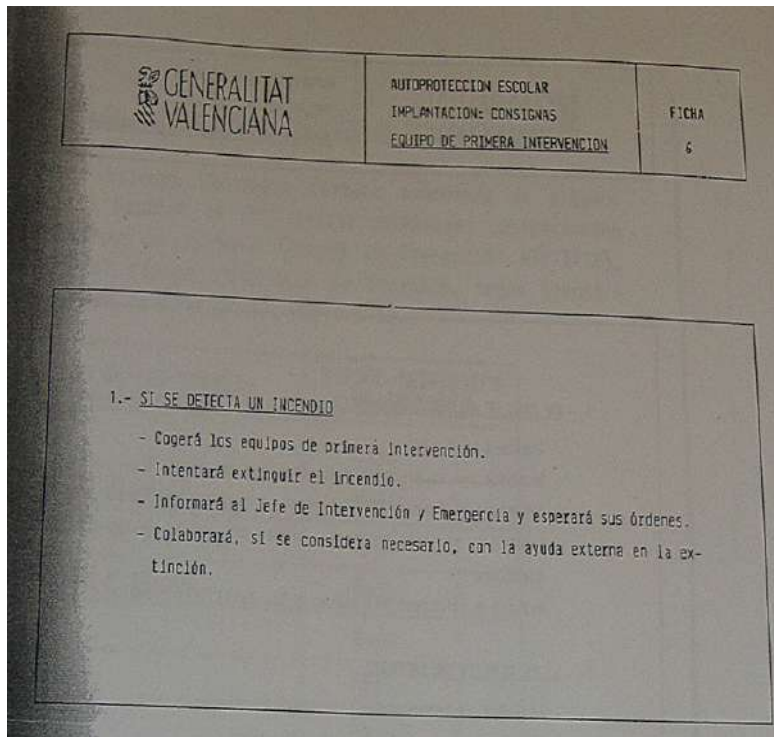 GENERALITAT
VALENCIANA
AUTOPROTECCION ESCOLAR
IMPLANTACION: CONSIGNAS
EQUIPO DE PRIMERA INTERVENCION
FICHA
6
1.- SI SE DETECTA UN INCENDIO
- Cogerá los equipos de primera intervención.
- Intentará extinguir el incendio.
- Informará al Jefe de Intervención / Emergencia y esperará sus órdenes.
- Colaborará, si se considera necesario, con la ayuda externa en la ex-
tinción.